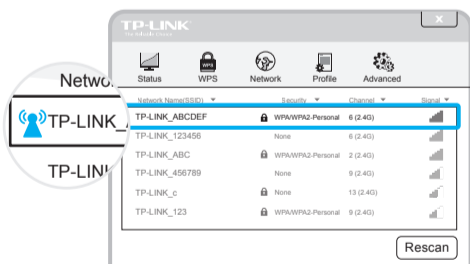 TP-LINK
The Reliable Choice
X
WPS
Status WPS Network Profile Advanced
Network Name(SSID) Security Channel Signal
TP-LINK_ABCDEF WPA/WPA2-Personal 6 (2.4G)
TP-LINK_123456 None 6 (2.4G)
TP-LINK_ABC WPA/WPA2-Personal 2 (2.4G)
TP-LINK_456789 None 9 (2.4G)
TP-LINK_c None 13 (2.4G)
TP-LINK_123 WPA/WPA2-Personal 9 (2.4G)
Rescan
Netwo
TP-LINK_
TP-LIN